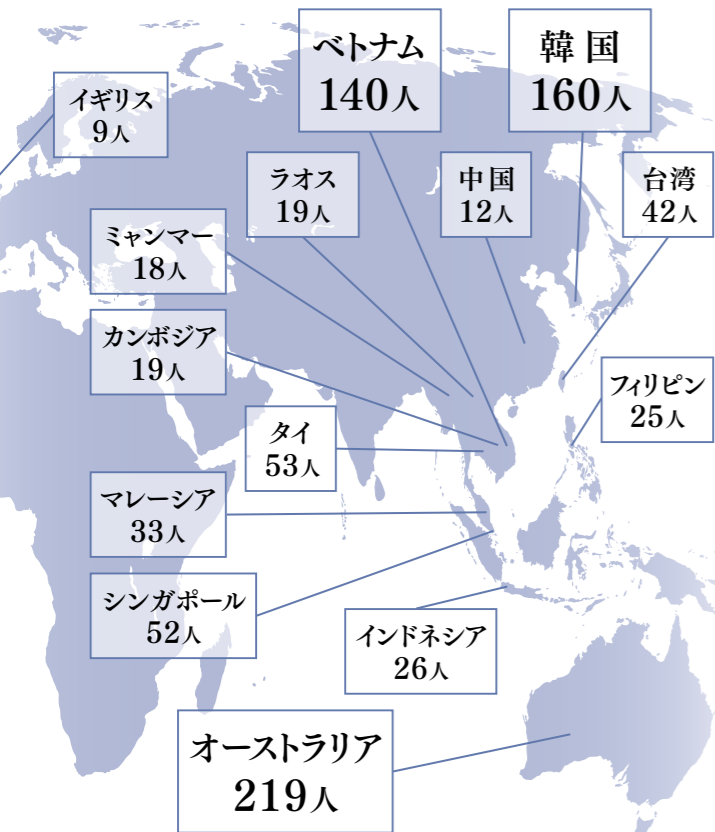 ベトナム
140人
韓国
160人
イギリス
9人
ラオス
19人
中国
12人
台湾
42人
ミャンマー
18人
カンボジア
19人
フィリピン
25人
タイ
53人
マレーシア
33人
シンガポール
52人
インドネシア
26人
オーストラリア
219人